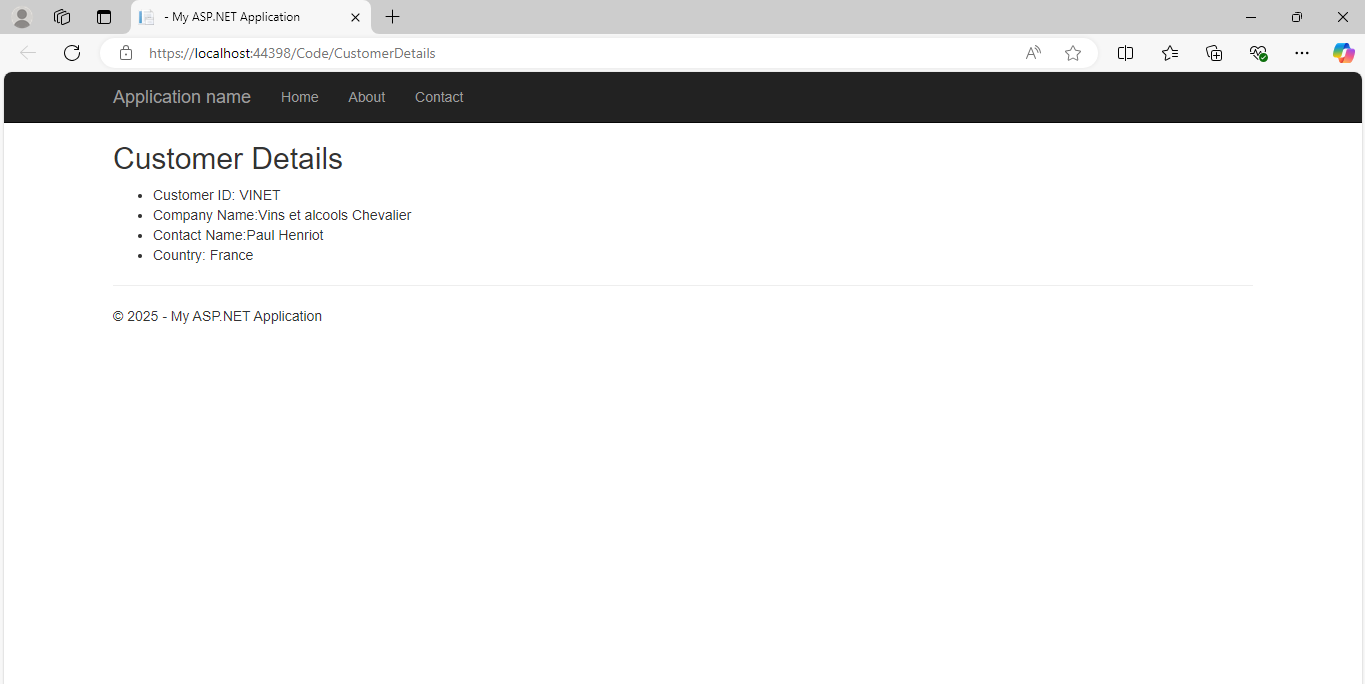 - My ASP.NET Application
https://localhost:44398/Code/CustomerDetails
Application name Home About Contact
Customer Details
• Customer ID: VINET
• Company Name:Vins et alcools Chevalier
• Contact Name:Paul Henriot
• Country: France
© 2025 - My ASP.NET Application